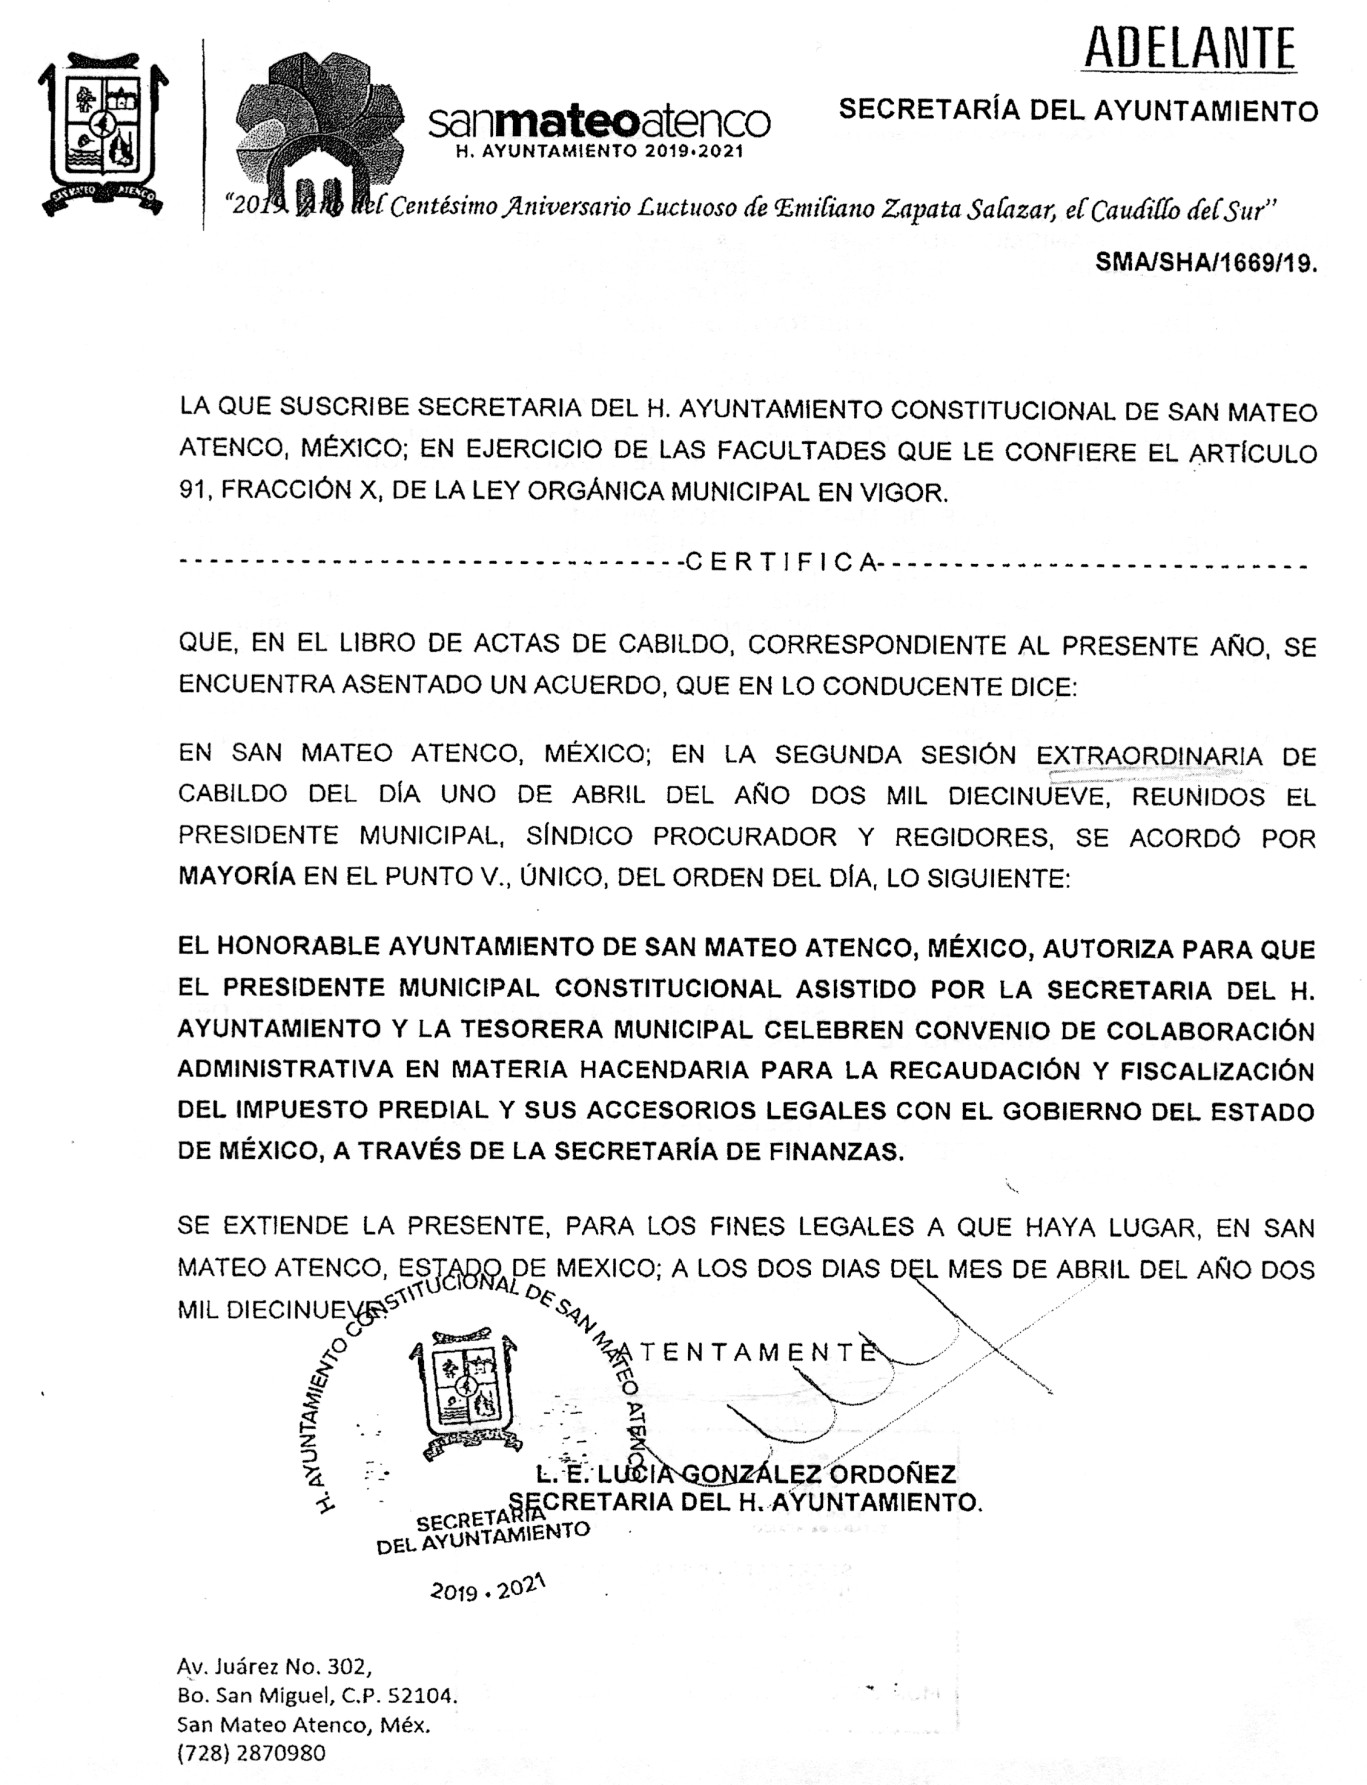 ADELANTE
SECRETARÍA DEL AYUNTAMIENTO
sanmateoatenco
H. AYUNTAMIENTO 2019•2021
SAN MATEO ATENCO
"2019. Año del Centésimo Aniversario Luctuoso de Emiliano Zapata Salazar, el Caudillo del Sur"
SMA/SHA/1669/19.
LA QUE SUSCRIBE SECRETARIA DEL H. AYUNTAMIENTO CONSTITUCIONAL DE SAN MATEO
ATENCO, MÉXICO; EN EJERCICIO DE LAS FACULTADES QUE LE CONFIERE EL ARTÍCULO
91, FRACCIÓN X, DE LA LEY ORGÁNICA MUNICIPAL EN VIGOR.
---------------------------------C E R T I F I C A-----------------------------
QUE, EN EL LIBRO DE ACTAS DE CABILDO, CORRESPONDIENTE AL PRESENTE AÑO, SE
ENCUENTRA ASENTADO UN ACUERDO, QUE EN LO CONDUCENTE DICE:
EN SAN MATEO ATENCO, MÉXICO; EN LA SEGUNDA SESIÓN EXTRAORDINARIA DE
CABILDO DEL DÍA UNO DE ABRIL DEL AÑO DOS MIL DIECINUEVE, REUNIDOS EL
PRESIDENTE MUNICIPAL, SÍNDICO PROCURADOR Y REGIDORES, SE ACORDÓ POR
MAYORÍA EN EL PUNTO V., ÚNICO, DEL ORDEN DEL DÍA, LO SIGUIENTE:
EL HONORABLE AYUNTAMIENTO DE SAN MATEO ATENCO, MÉXICO, AUTORIZA PARA QUE
EL PRESIDENTE MUNICIPAL CONSTITUCIONAL ASISTIDO POR LA SECRETARIA DEL H.
AYUNTAMIENTO Y LA TESORERA MUNICIPAL CELEBREN CONVENIO DE COLABORACIÓN
ADMINISTRATIVA EN MATERIA HACENDARIA PARA LA RECAUDACIÓN Y FISCALIZACIÓN
DEL IMPUESTO PREDIAL Y SUS ACCESORIOS LEGALES CON EL GOBIERNO DEL ESTADO
DE MÉXICO, A TRAVÉS DE LA SECRETARÍA DE FINANZAS.
SE EXTIENDE LA PRESENTE, PARA LOS FINES LEGALES A QUE HAYA LUGAR, EN SAN
MATEO ATENCO, ESTADO DE MEXICO; A LOS DOS DIAS DEL MES DE ABRIL DEL AÑO DOS
MIL DIECINUEVE.
A T E N T A M E N T E
H. AYUNTAMIENTO CONSTITUCIONAL DE SAN MATEO ATENCO
L. E. LUCIA GONZÁLEZ ORDOÑEZ
SECRETARIA DEL H. AYUNTAMIENTO.
SECRETARIA
DEL AYUNTAMIENTO
2019 • 2021
Av. Juárez No. 302,
Bo. San Miguel, C.P. 52104.
San Mateo Atenco, Méx.
(728) 2870980